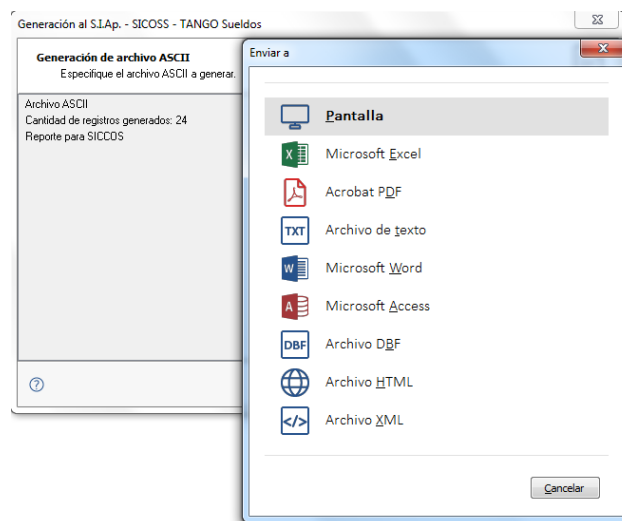 Generación al S.I.Ap. - SICOSS - TANGO Sueldos
Generación de archivo ASCII
Especifique el archivo ASCII a generar.
Archivo ASCII
Cantidad de registros generados: 24
Reporte para SICCOS
Enviar a
Pantalla
Microsoft Excel
Acrobat PDF
TXT
Archivo de texto
Microsoft Word
Microsoft Access
DBF
Archivo DBF
Archivo HTML
</>
Archivo XML
Cancelar